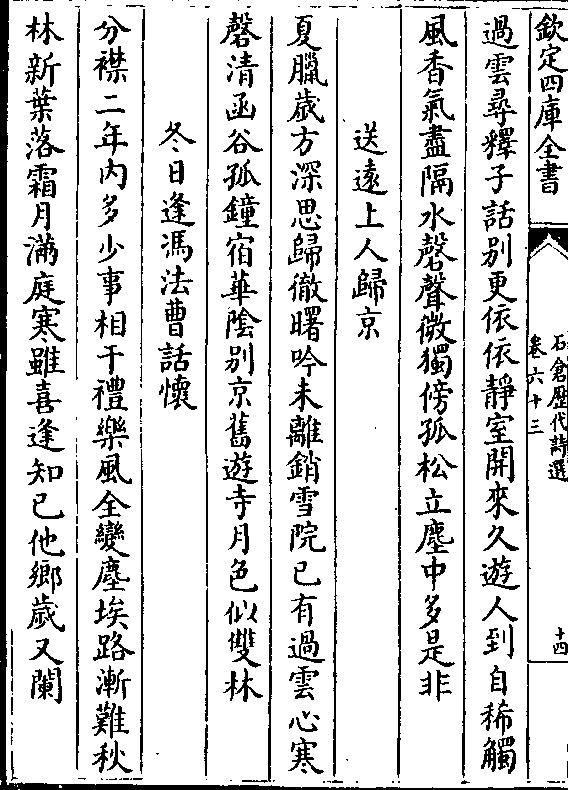 欽定四庫全書
石倉歷代詩選
卷六十三
十四
過雲尋釋子話别更依依靜室開來久遊人到自稀觸
風香氣盡隔水磬聲微獨傍孤松立塵中多是非
送遠上人歸京
夏臘歳方深思歸徹曙吟未離銷雪院已有過雲心寒
磬清函谷孤鐘宿華陰别京舊遊寺月色似雙林
冬日逢馮法曹話懷
分襟二年内多少事相干禮樂風全變塵埃路漸難秋
林新葉落霜月滿庭寒雖喜逢知已他鄉歳又闌